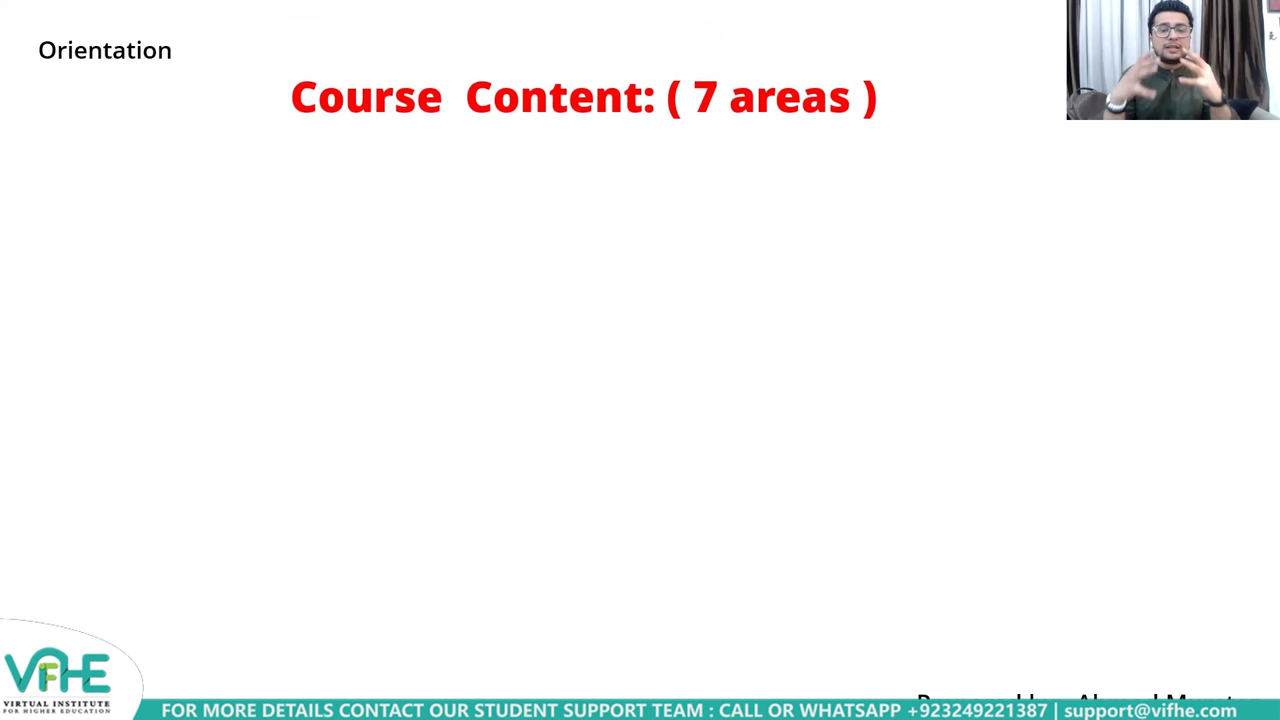 Orientation
Course Content: ( 7 areas )
VFHE
VIRTUAL INSTITUTE
FOR HIGHER EDUCATION
FOR MORE DETAILS CONTACT OUR STUDENT SUPPORT TEAM : CALL OR WHATSAPP +923249221387 | support@vifhe.com